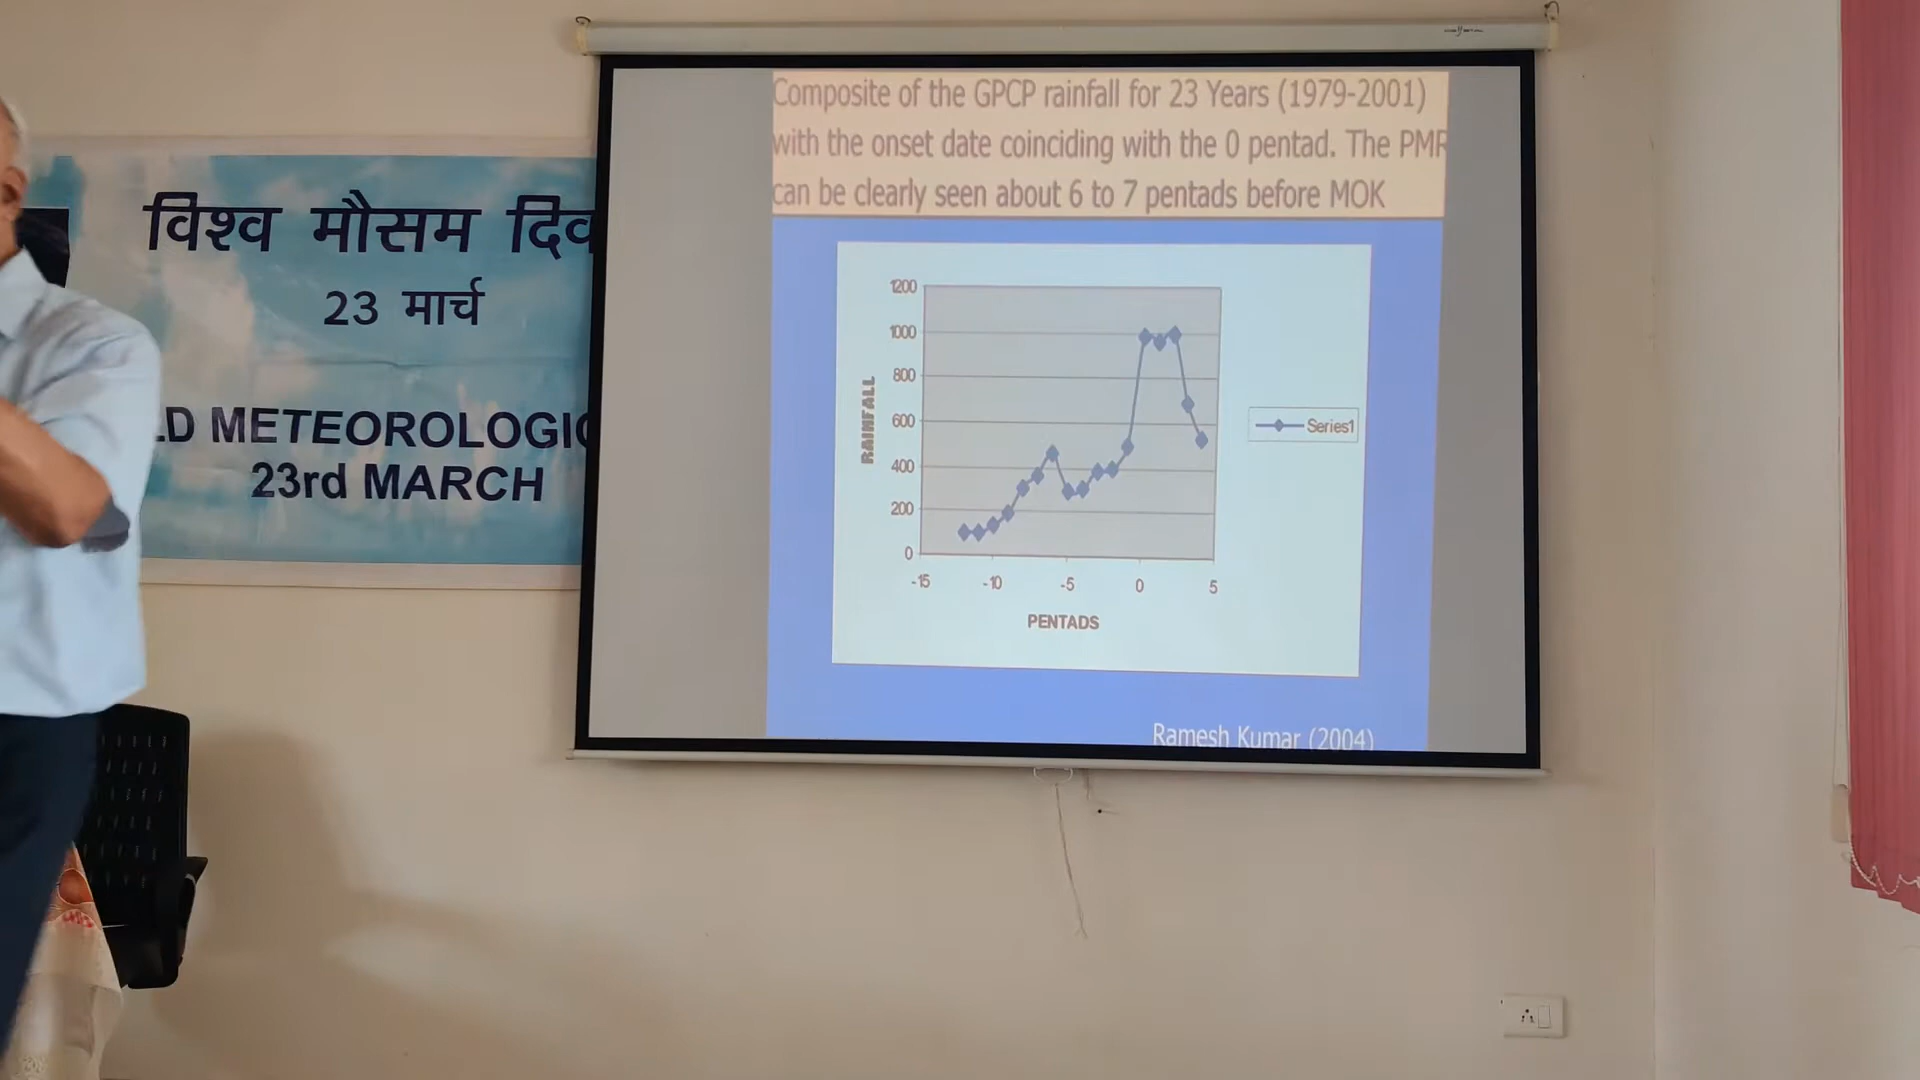 विश्व मौसम
23 मार्च
METEOROLOGIC
23rd MARCH
Composite of the GPCP rainfall for 23 Years (1979-2001)
with the onset date coinciding with the 0 pentad. The PMR
can be clearly seen about 6 to 7 pentads before MOK
1200
1000
800
600
400
200
0
RAINFALL
-15 -10 -5 0 5
PENTADS
Series1
Ramesh Kumar (2004)